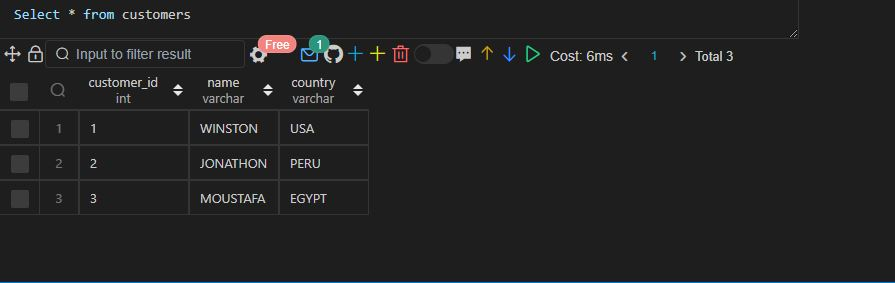 Select * from customers
Free
1
Input to filter result
Cost: 6ms
1
Total 3
customer_id name country
int varchar varchar
1 1 WINSTON USA
2 2 JONATHON PERU
3 3 MOUSTAFA EGYPT